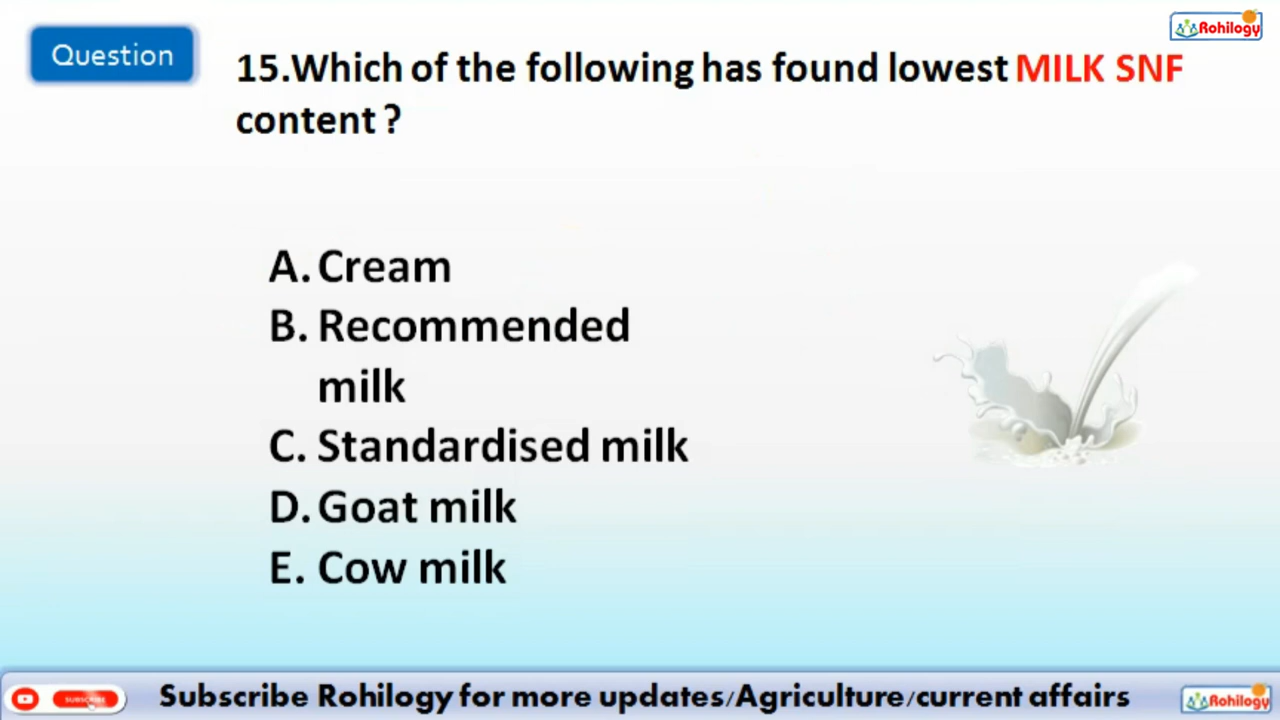 Question
Rohilogy
15.Which of the following has found lowest MILK SNF
content ?
A. Cream
B. Recommended
milk
C. Standardised milk
D. Goat milk
E. Cow milk
SUBSCRIBE
Subscribe Rohilogy for more updates/Agriculture/current affairs
Rohilogy